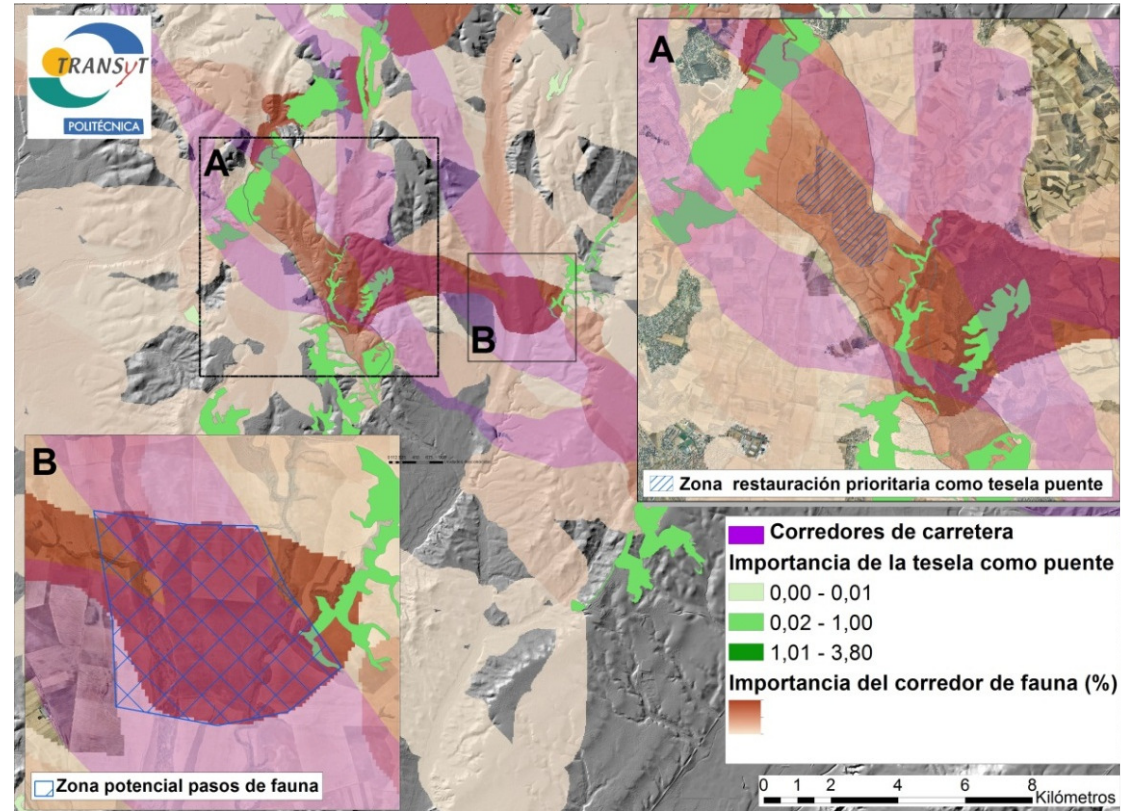 TRANSyT
POLITÉCNICA
A
B
A
Zona restauración prioritaria como tesela puente
B
Zona potencial pasos de fauna
Corredores de carretera
Importancia de la tesela como puente
0,00 - 0,01
0,02 - 1,00
1,01 - 3,80
Importancia del corredor de fauna (%)
0 1 2 4 6 8
Kilómetros